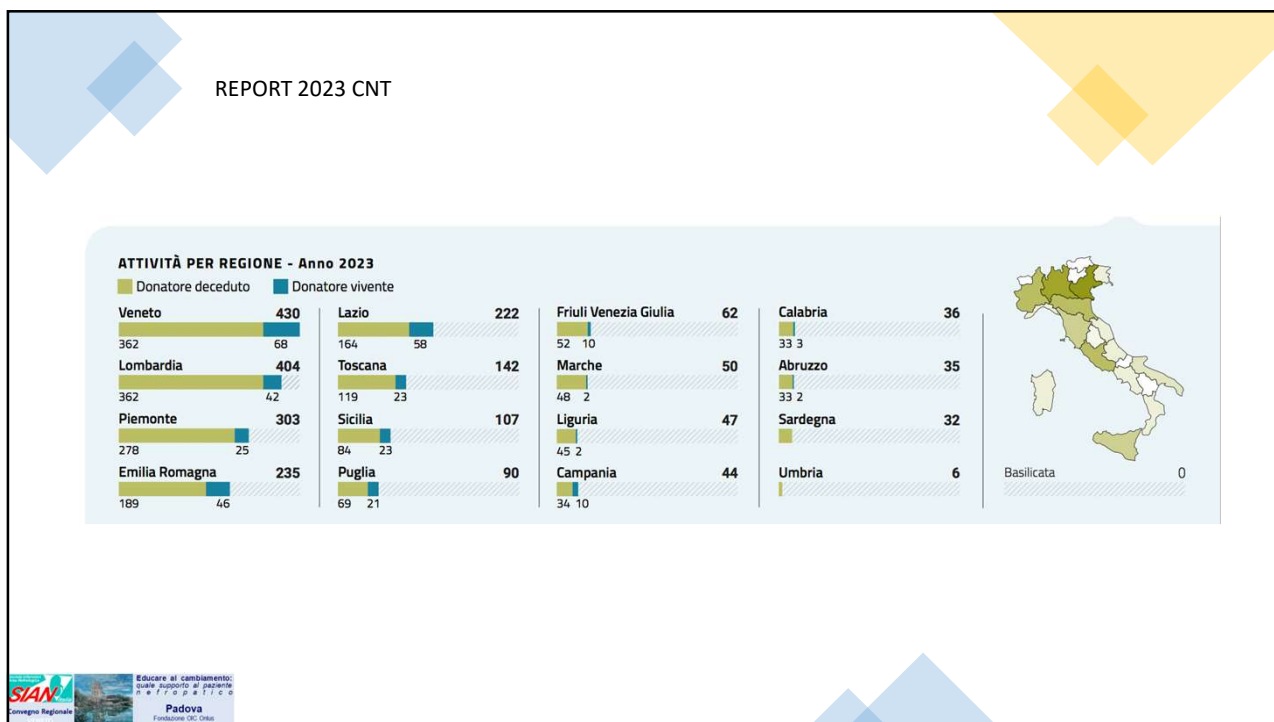 REPORT 2023 CNT
ATTIVITÀ PER REGIONE - Anno 2023
Donatore deceduto Donatore vivente
Veneto 430
362 68
Lombardia 404
362 42
Piemonte 303
278 25
Emilia Romagna 235
189 46
Lazio 222
164 58
Toscana 142
119 23
Sicilia 107
84 23
Puglia 90
69 21
Friuli Venezia Giulia 62
52 10
Marche 50
48 2
Liguria 47
45 2
Campania 44
34 10
Calabria 36
33 3
Abruzzo 35
33 2
Sardegna 32
Umbria 6
Basilicata 0
SIAN
Convegno Regionale
Educare al cambiamento:
quale supporto al paziente
nefropatico
Padova
Fondazione OIC Onlus